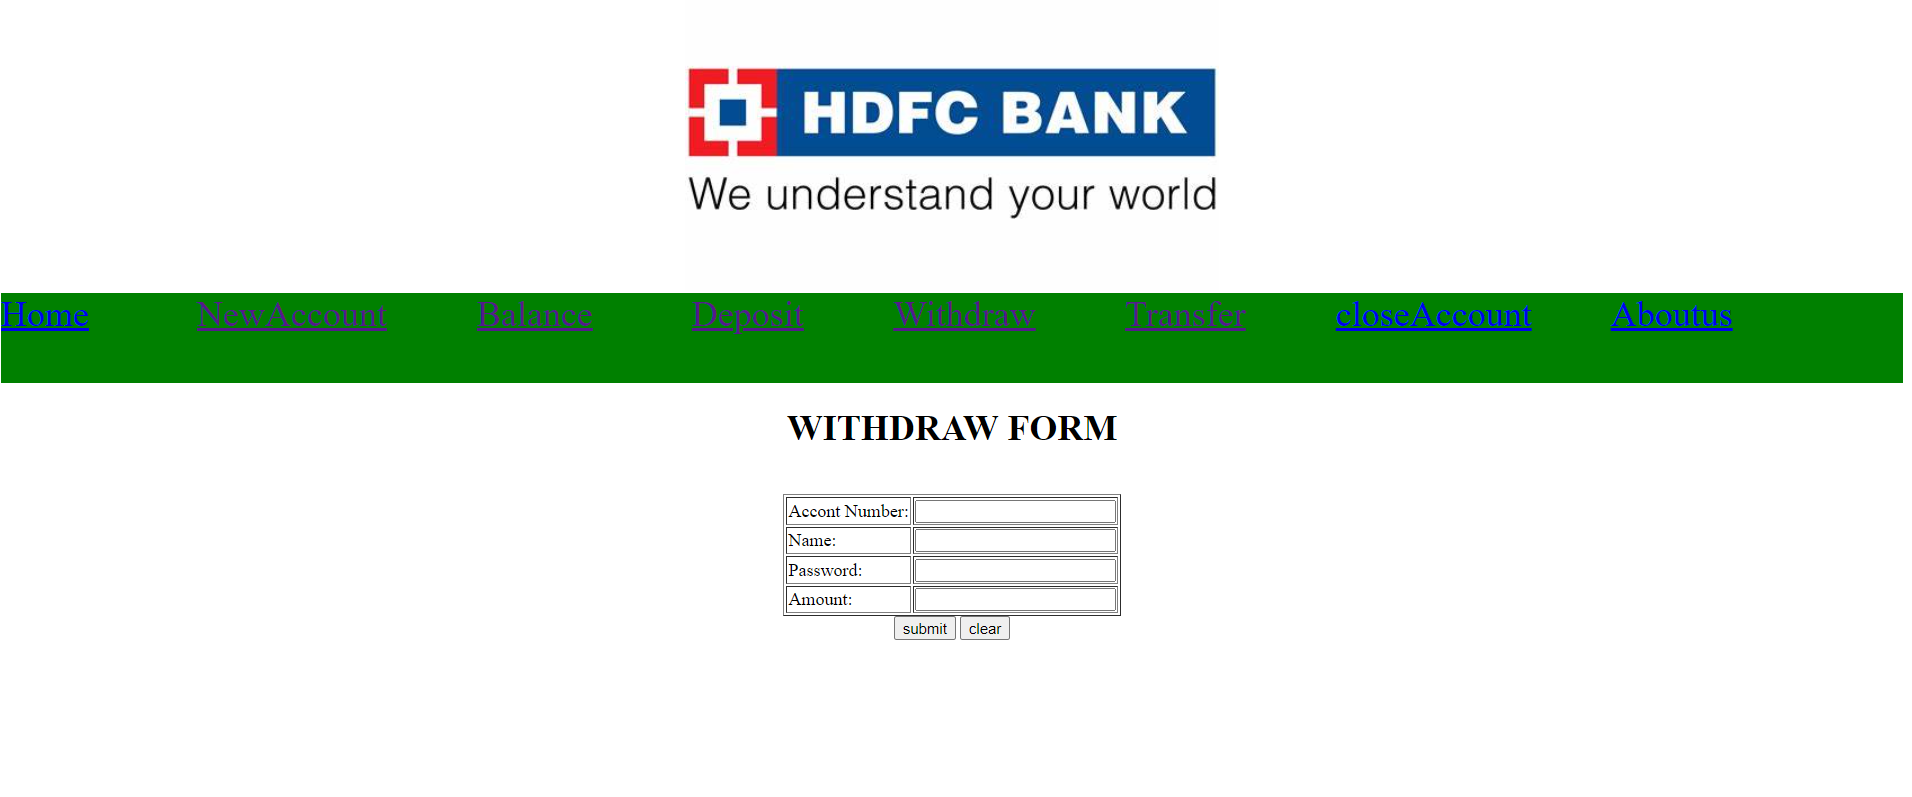 HDFC BANK
We understand your world
Home NewAccount Balance Deposit Withdraw Transfer closeAccount Aboutus
WITHDRAW FORM
Accont Number:
Name:
Password:
Amount:
submit clear